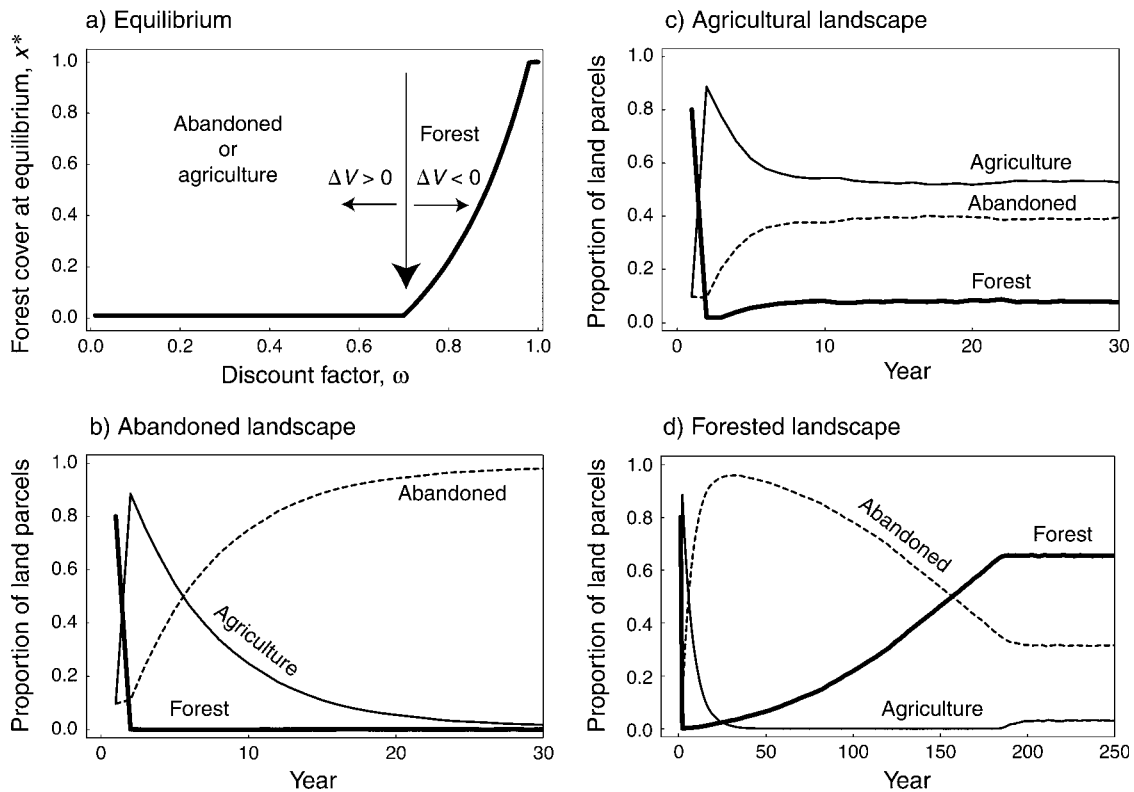 a) Equilibrium
Forest cover at equilibrium, x*
1.0
0.8
0.6
0.4
0.2
0.0
Abandoned
or
agriculture
Forest
ΔV > 0
ΔV < 0
0.0 0.2 0.4 0.6 0.8 1.0
Discount factor, ω
b) Abandoned landscape
Proportion of land parcels
1.0
0.8
0.6
0.4
0.2
0.0
Abandoned
Agriculture
Forest
0 10 20 30
Year
c) Agricultural landscape
Proportion of land parcels
1.0
0.8
0.6
0.4
0.2
0.0
Agriculture
Abandoned
Forest
0 10 20 30
Year
d) Forested landscape
Proportion of land parcels
1.0
0.8
0.6
0.4
0.2
0.0
Abandoned
Forest
Agriculture
0 50 100 150 200 250
Year